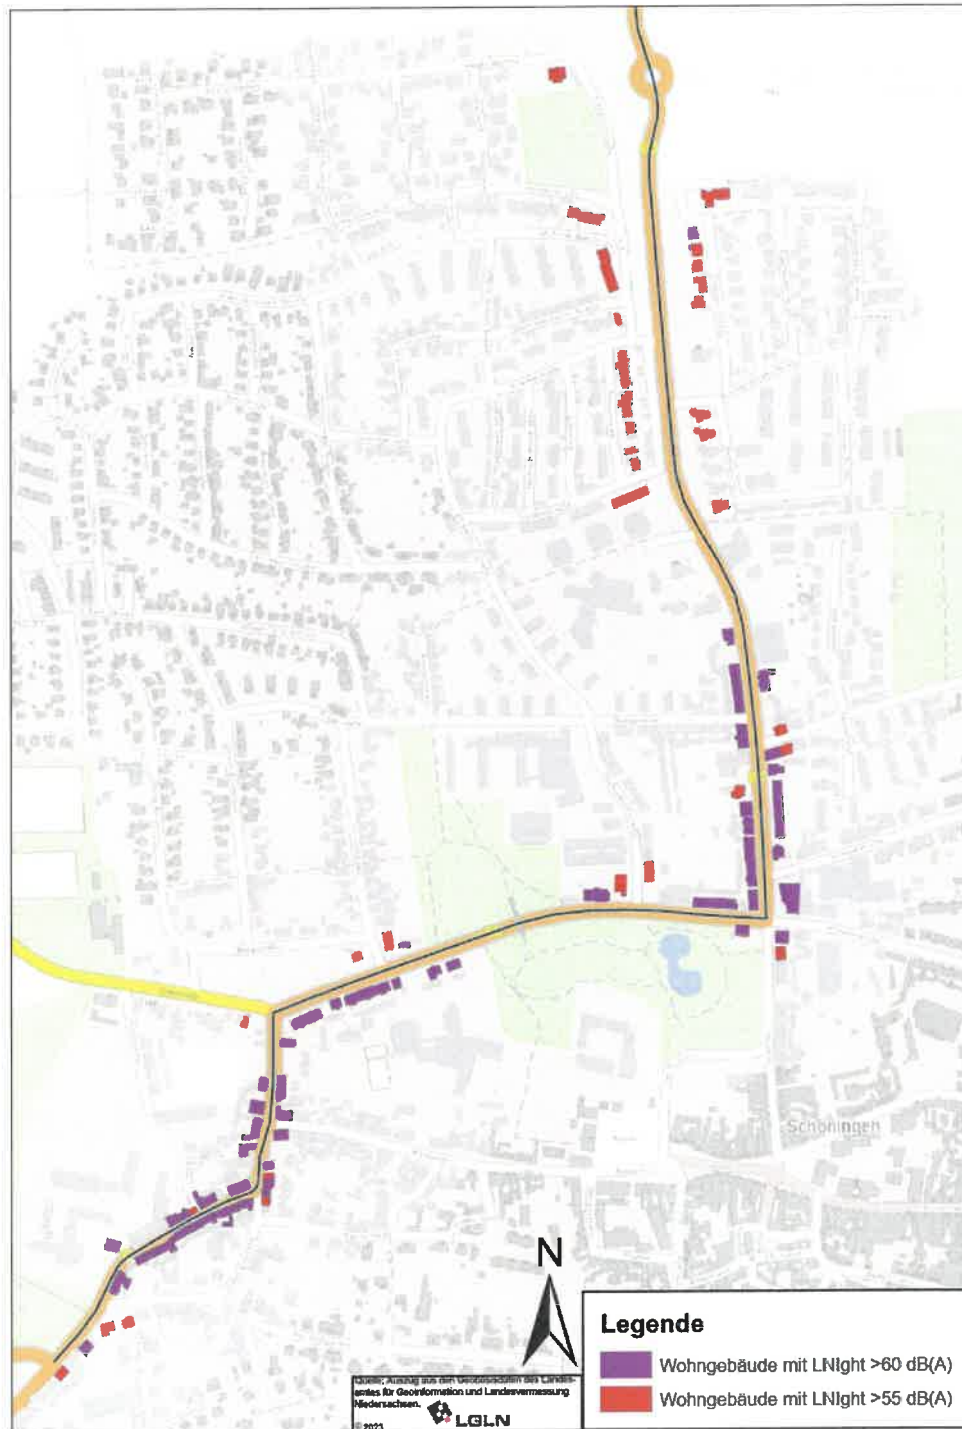 Schöningen
N
Legende
Wohngebäude mit LNIght >60 dB(A)
Wohngebäude mit LNIght >55 dB(A)
Quelle: Auszug aus den Geobasisdaten des Landes-
amtes für Geoinformation und Landesvermessung
Niedersachsen.
LGLN
© 2023